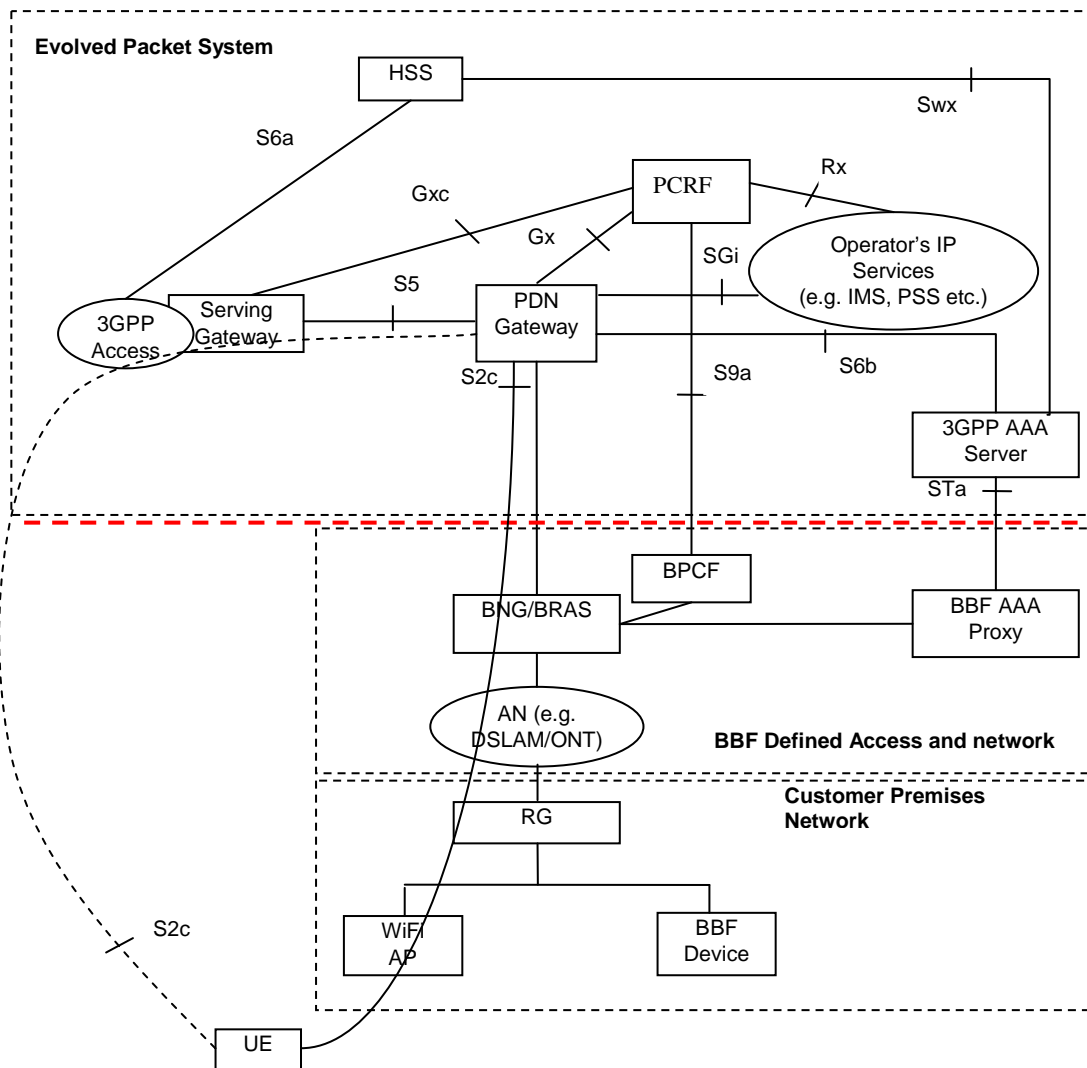 Evolved Packet System
HSS
Swx
S6a
PCRF
Rx
Gxc
Gx
SGi
Operator's IP
Services
(e.g. IMS, PSS etc.)
S5
PDN
Gateway
Serving
Gateway
3GPP
Access
S2c
S9a
S6b
3GPP AAA
Server
STa
BPCF
BNG/BRAS
BBF AAA
Proxy
AN (e.g.
DSLAM/ONT)
BBF Defined Access and network
Customer Premises
Network
RG
WiFi
AP
BBF
Device
S2c
UE